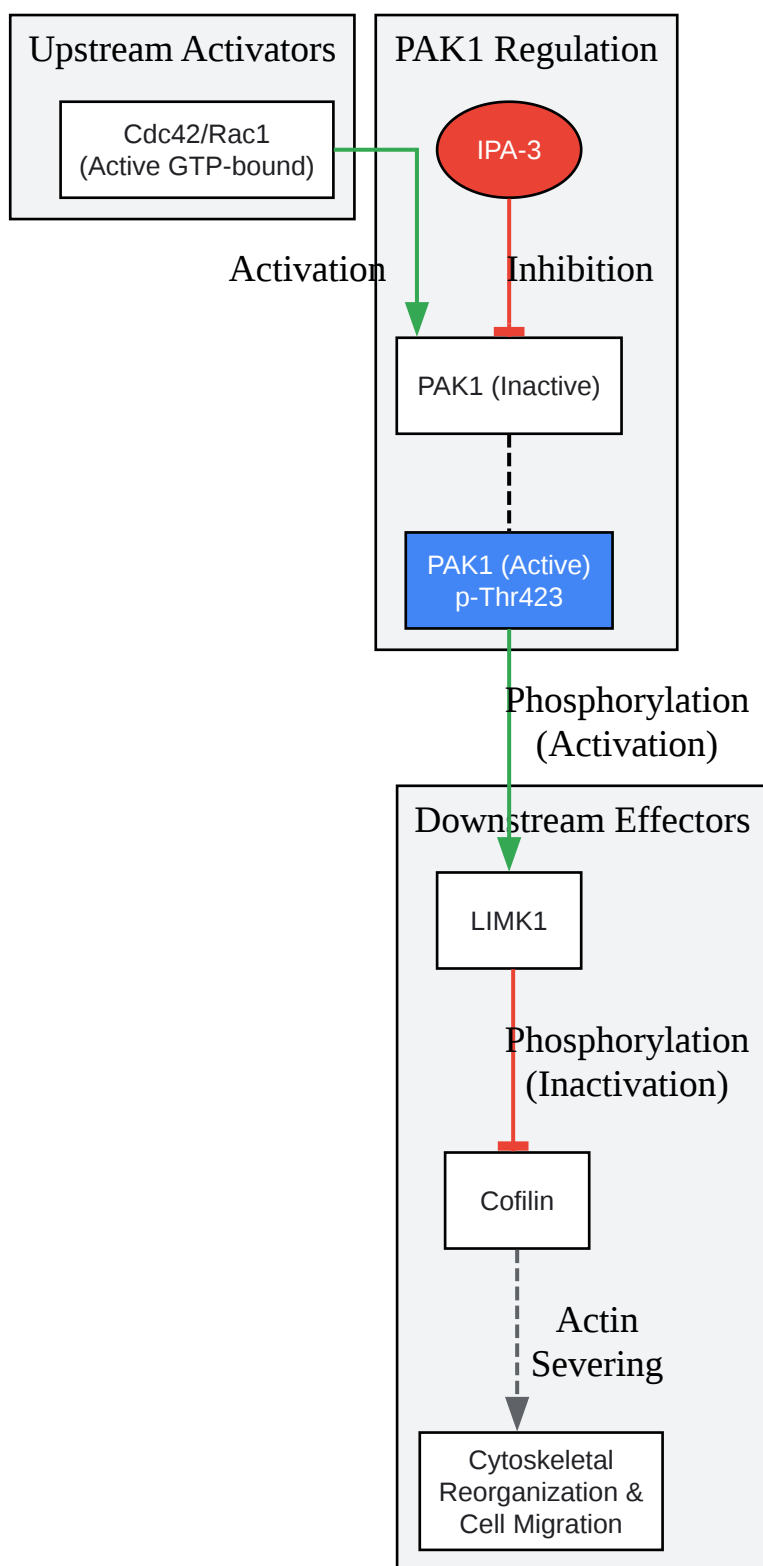 Upstream Activators
PAK1 Regulation
Cdc42/Rac1
(Active GTP-bound)
IPA-3
Activation
Inhibition
PAK1 (Inactive)
PAK1 (Active)
p-Thr423
Phosphorylation
(Activation)
Downstream Effectors
LIMK1
Phosphorylation
(Inactivation)
Cofilin
Actin
Severing
Cytoskeletal
Reorganization &
Cell Migration